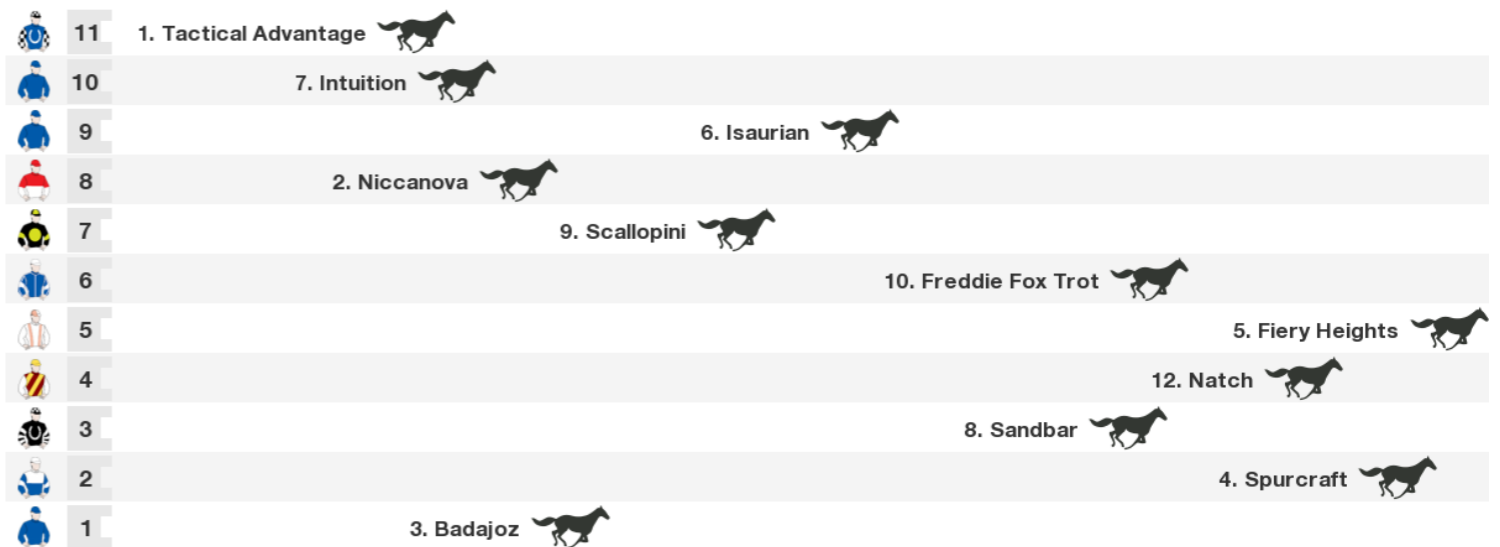 11 1. Tactical Advantage
10 7. Intuition
9 6. Isaurian
8 2. Niccanova
7 9. Scallopini
6 10. Freddie Fox Trot
5 5. Fiery Heights
4 12. Natch
3 8. Sandbar
2 4. Spurcraft
1 3. Badajoz